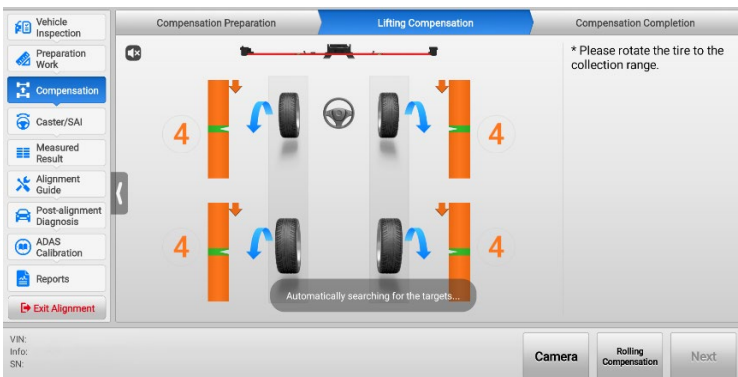 Vehicle
Inspection
Preparation
Work
Compensation
Caster/SAI
Measured
Result
Alignment
Guide
Post-alignment
Diagnosis
ADAS
Calibration
Reports
Exit Alignment
Compensation Preparation
Lifting Compensation
Compensation Completion
* Please rotate the tire to the
collection range.
4
4
4
4
Automatically searching for the targets...
VIN:
Info:
SN:
Camera
Rolling
Compensation
Next